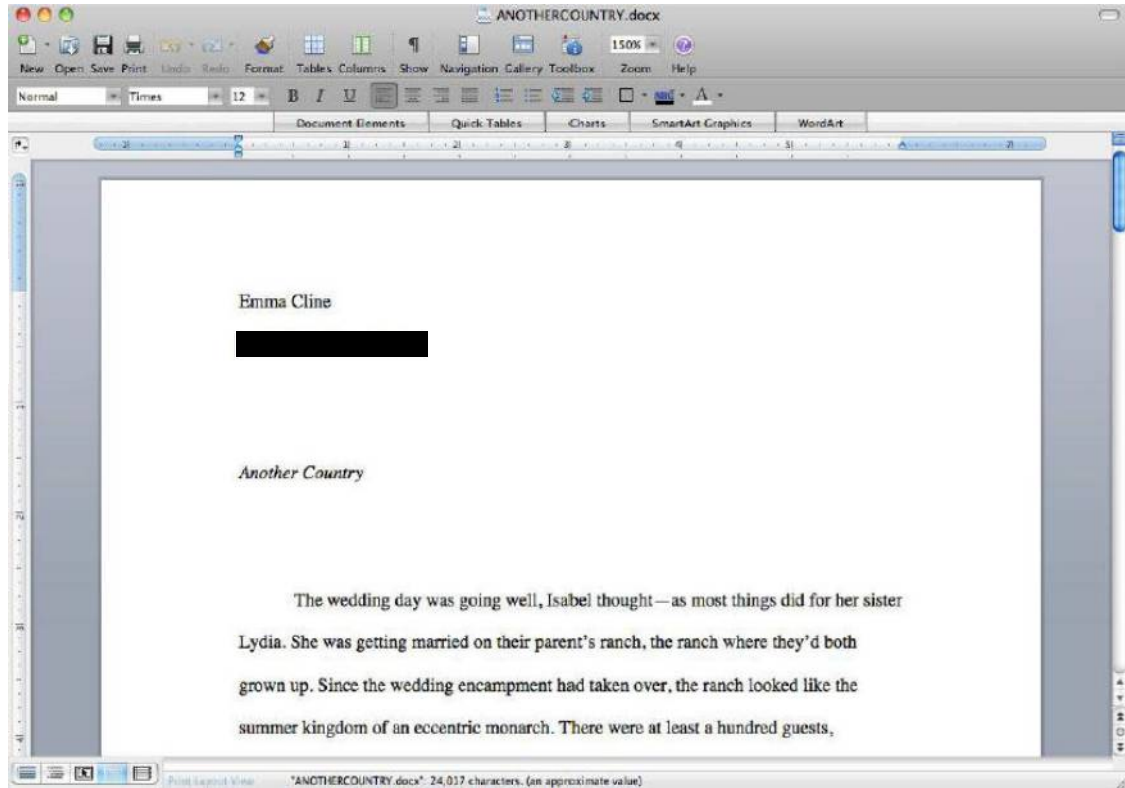 ANOTHERCOUNTRY.docx
150%
New Open Save Print Undo Redo Format Tables Columns Show Navigation Gallery Toolbox Zoom Help
Normal Times 12 B I U A
Document Elements Quick Tables Charts SmartArt Graphics WordArt
Emma Cline
Another Country
The wedding day was going well, Isabel thought—as most things did for her sister
Lydia. She was getting married on their parent's ranch, the ranch where they'd both
grown up. Since the wedding encampment had taken over, the ranch looked like the
summer kingdom of an eccentric monarch. There were at least a hundred guests,
Print Layout View "ANOTHERCOUNTRY.docx": 24,017 characters. (an approximate value)